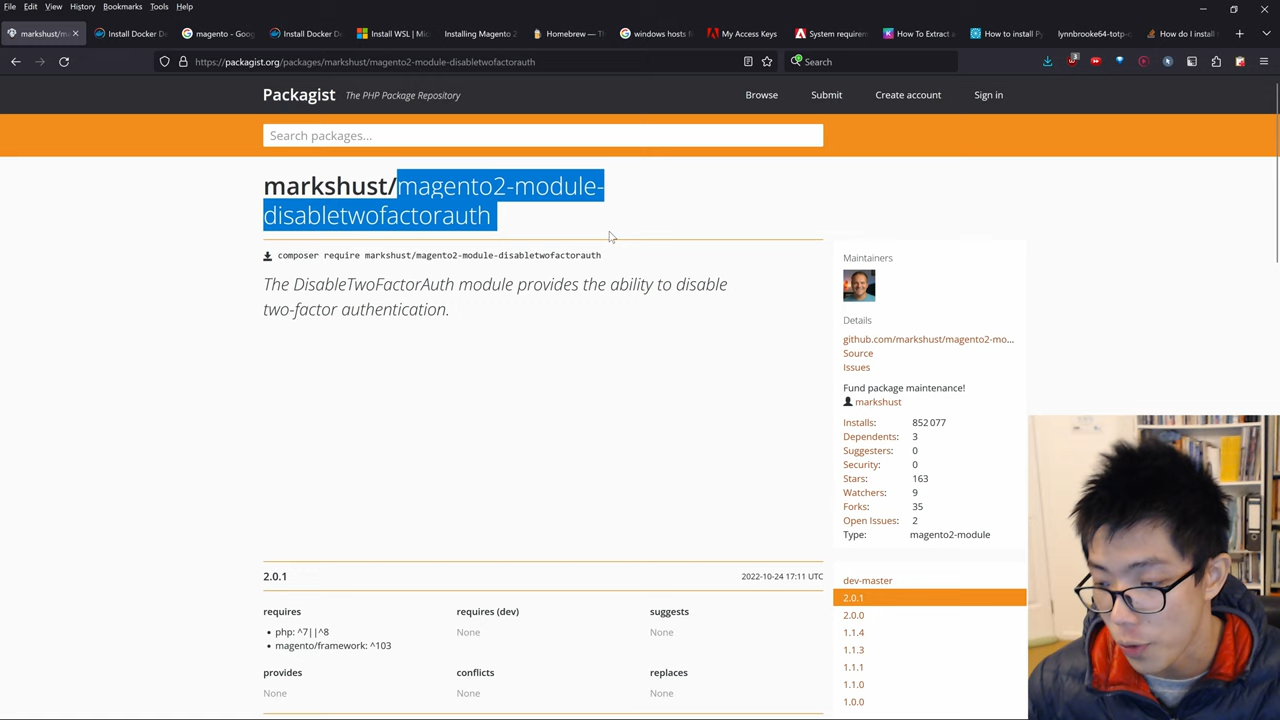 File Edit View History Bookmarks Tools Help
markshust/m
Install Docker De
magento - Goog
Install Docker De
Install WSL | Mic
Installing Magento 2
Homebrew — Th
windows hosts f
My Access Keys
System requirem
How To Extract a
How to install Py
lynnbrooke64-totp-c
How do I install
https://packagist.org/packages/markshust/magento2-module-disabletwofactorauth
Search
Packagist The PHP Package Repository
Browse Submit Create account Sign in
Search packages...
markshust/magento2-module-
disabletwofactorauth
composer require markshust/magento2-module-disabletwofactorauth
The DisableTwoFactorAuth module provides the ability to disable
two-factor authentication.
Maintainers
Details
github.com/markshust/magento2-mo...
Source
Issues
Fund package maintenance!
markshust
Installs: 852 077
Dependents: 3
Suggesters: 0
Security: 0
Stars: 163
Watchers: 9
Forks: 35
Open Issues: 2
Type: magento2-module
2.0.1 2022-10-24 17:11 UTC
requires
php: ^7||^8
magento/framework: ^103
requires (dev)
None
suggests
None
provides
None
conflicts
None
replaces
None
dev-master
2.0.1
2.0.0
1.1.4
1.1.3
1.1.1
1.1.0
1.0.0